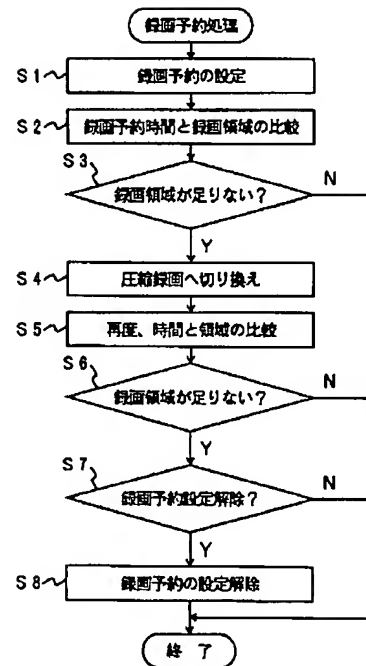 録画予約処理
S1
録画予約の設定
S2
録画予約時間と録画領域の比較
S3
録画領域が足りない？
N
Y
S4
圧縮録画へ切り換え
S5
再度、時間と領域の比較
S6
録画領域が足りない？
N
Y
S7
録画予約設定解除？
N
Y
S8
録画予約の設定解除
終 了